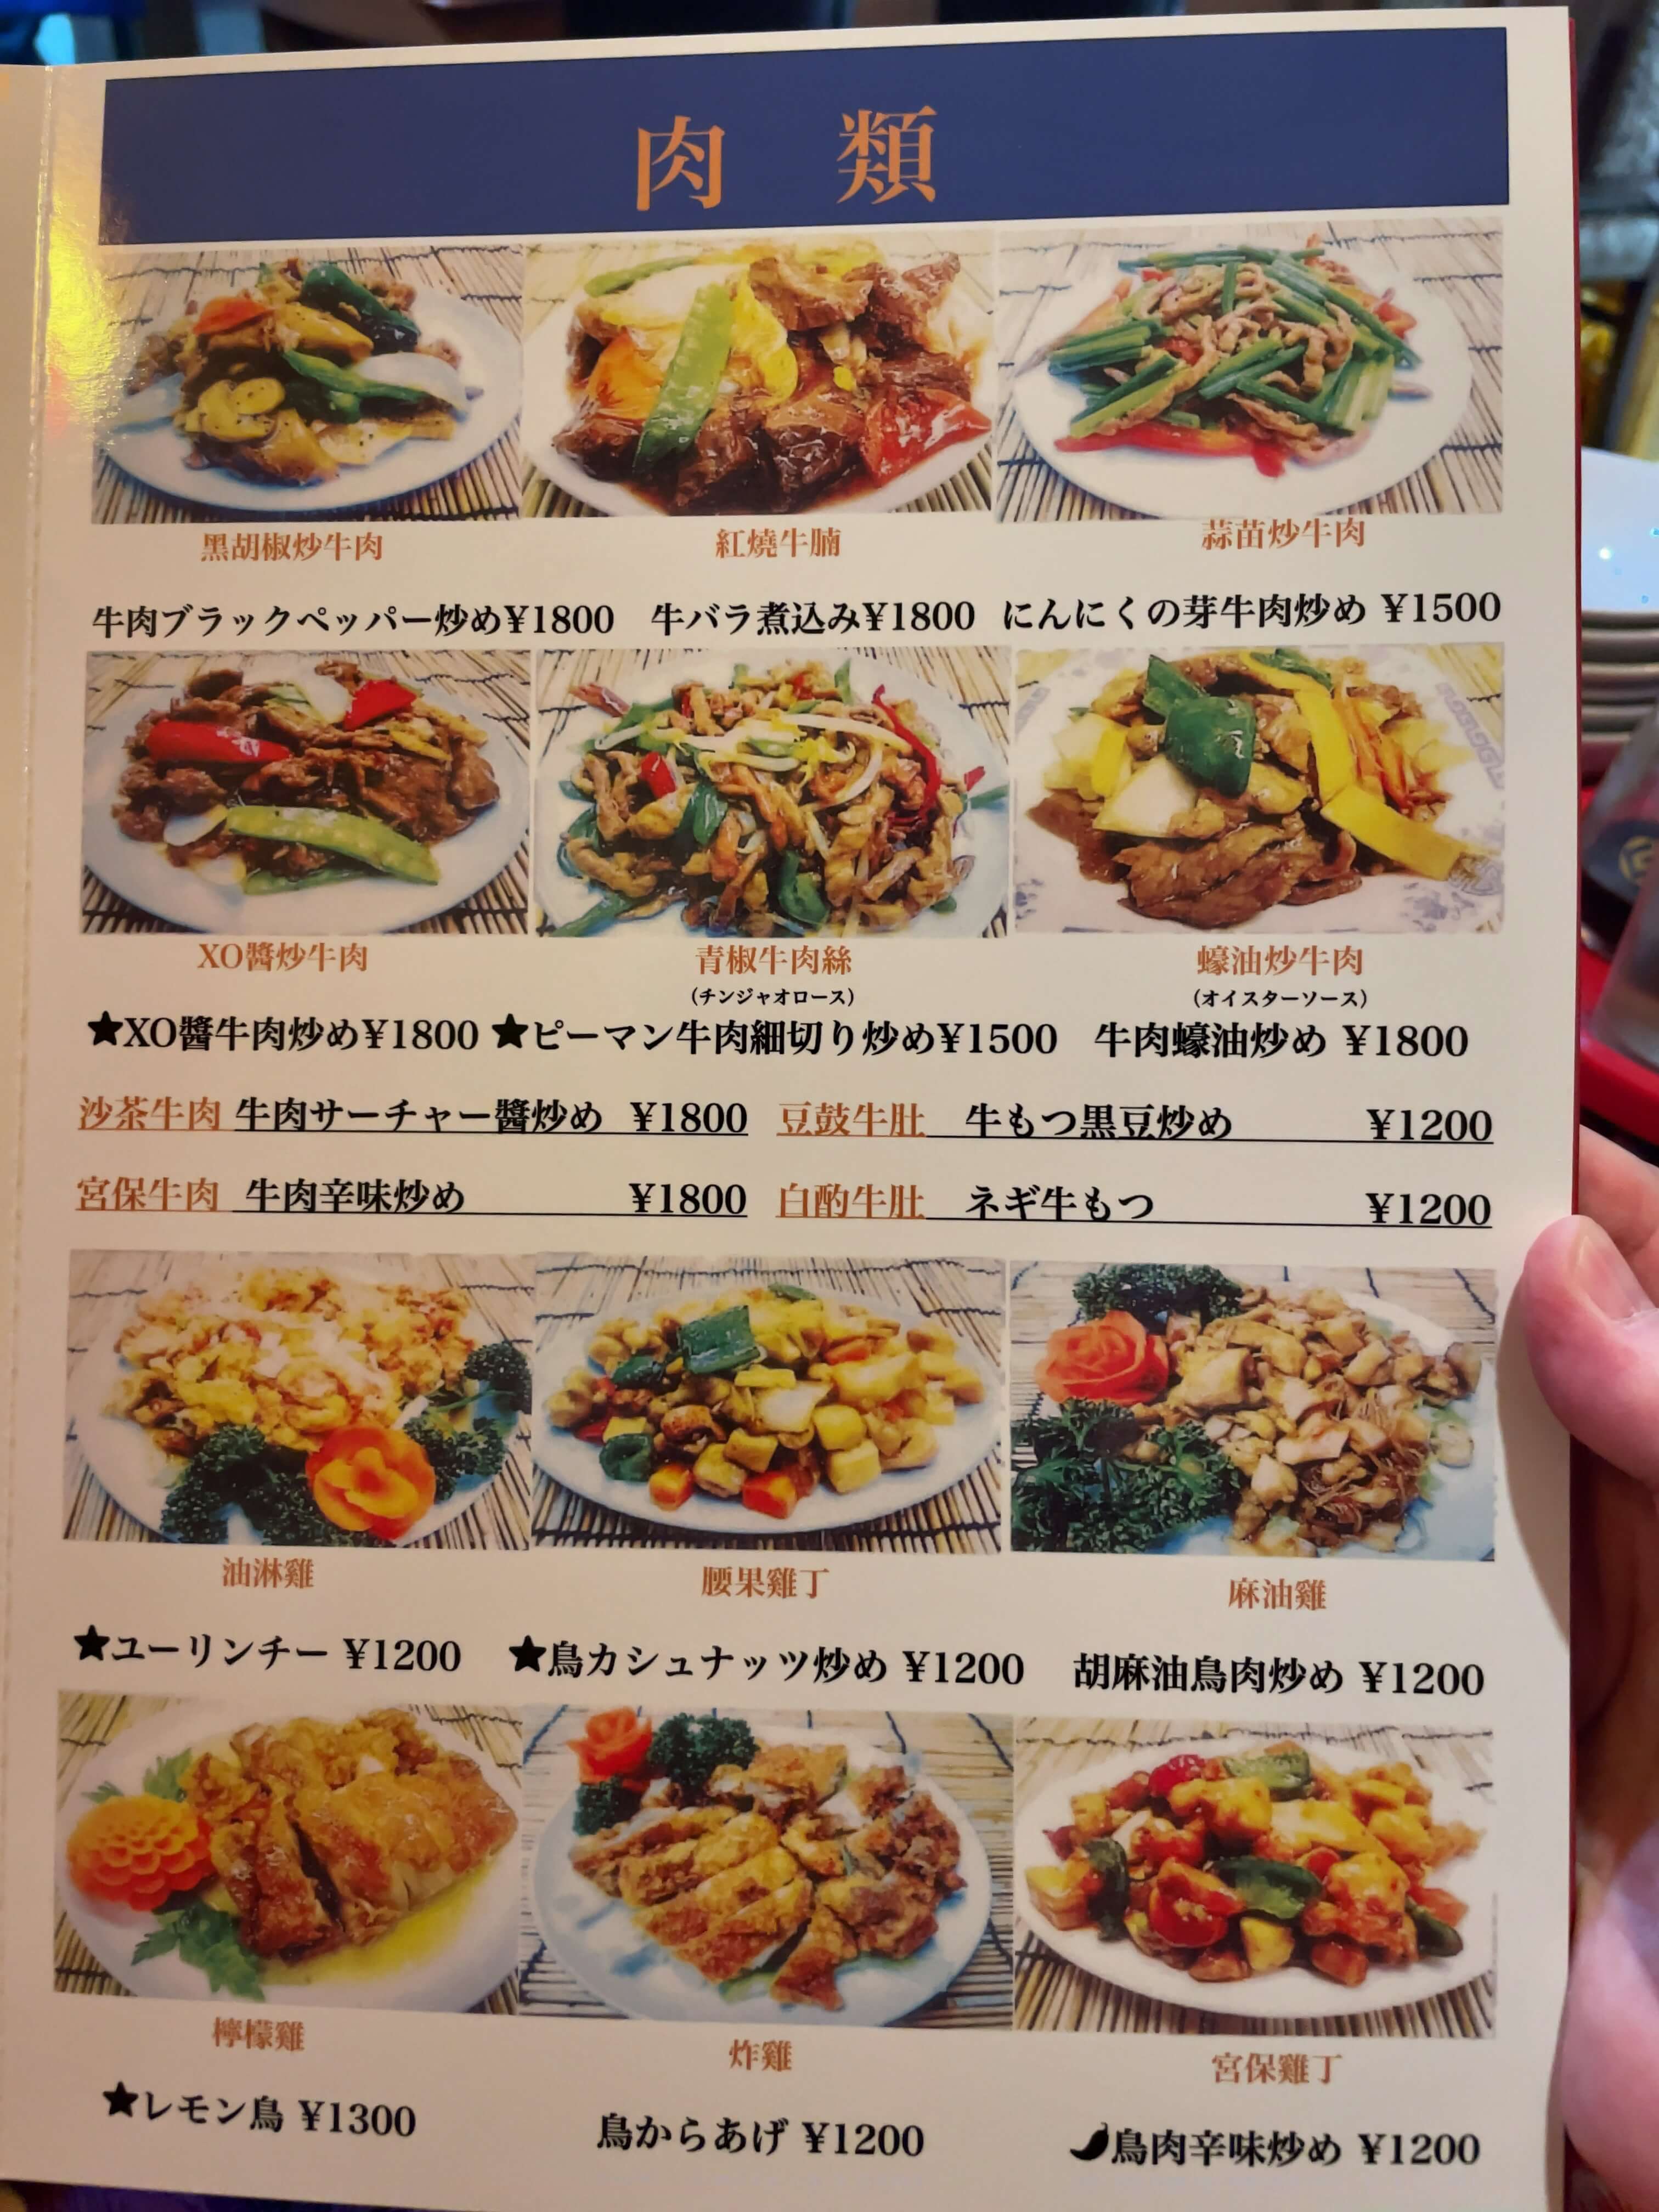 肉 類
黑胡椒炒牛肉 紅燒牛腩 蒜苗炒牛肉
牛肉ブラックペッパー炒め¥1800 牛バラ煮込み¥1800 にんにくの芽牛肉炒め ¥1500
XO醬炒牛肉 青椒牛肉絲 蠔油炒牛肉
(チンジャオロース) (オイスターソース)
★XO醬牛肉炒め¥1800 ★ピーマン牛肉細切り炒め¥1500 牛肉蠔油炒め ¥1800
沙茶牛肉 牛肉サーチャー醬炒め ¥1800 豆鼓牛肚 牛もつ黒豆炒め ¥1200
宮保牛肉 牛肉辛味炒め ¥1800 白酌牛肚 ネギ牛もつ ¥1200
油淋雞 腰果雞丁 麻油雞
★ユーリンチー ¥1200 ★鳥カシュナッツ炒め ¥1200 胡麻油鳥肉炒め ¥1200
檸檬雞 炸雞 宮保雞丁
★レモン鳥 ¥1300 鳥からあげ ¥1200 鳥肉辛味炒め ¥1200